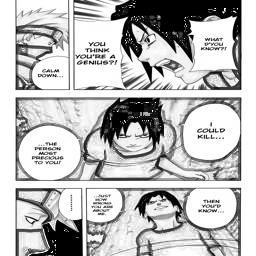 WHAT
D'YOU
KNOW?!
YOU
THINK
YOU'RE A
GENIUS?!
CALM
DOWN...
I
COULD
KILL...
...THE
PERSON
MOST
PRECIOUS
TO YOU!
THEN
YOU'D
KNOW...
...JUST
HOW
WRONG
YOU ARE
ABOUT
ME.
........